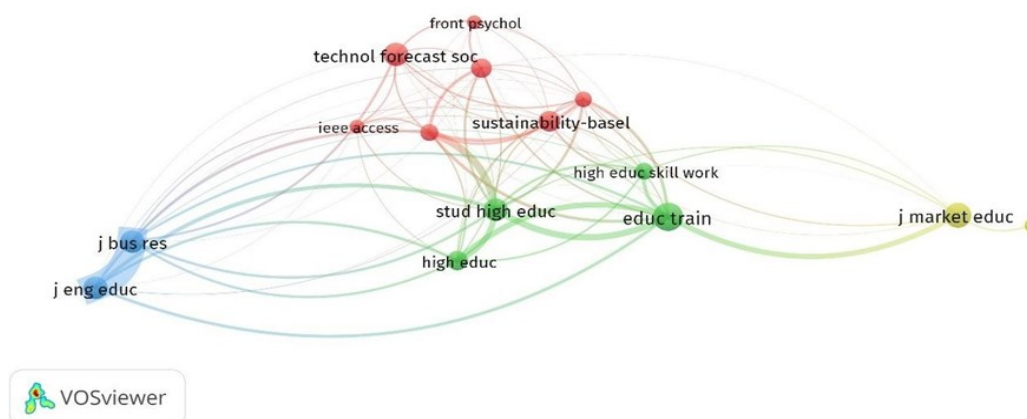 front psychol
technol forecast soc
ieee access
sustainability-basel
high educ skill work
stud high educ
educ train
j market educ
j bus res
high educ
j eng educ
VOSviewer